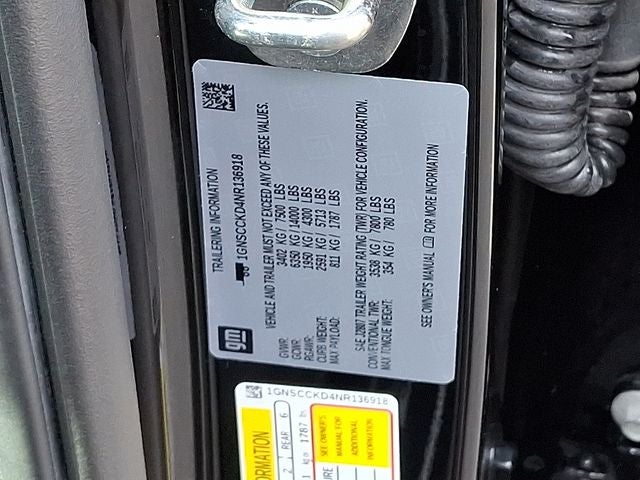 gm
TRAILERING INFORMATION
1GNSCCKD4NR136918
VEHICLE AND TRAILER MUST NOT EXCEED ANY OF THESE VALUES.
GVWR: 3402 KG / 7500 LBS
GCWR: 6350 KG / 14000 LBS
RGAWR: 1950 KG / 4300 LBS
CURB WEIGHT: 2591 KG / 5713 LBS
MAX PAYLOAD: 811 KG / 1787 LBS
SAE J2807 TRAILER WEIGHT RATING (TWR) FOR VEHICLE CONFIGURATION.
CONVENTIONAL TWR: 3538 KG / 7800 LBS
MAX TONGUE WEIGHT: 354 KG / 780 LBS
SEE OWNER'S MANUAL FOR MORE INFORMATION
1GNSCCKD4NR136918
2 REAR 6
1787
SEE OWNER'S
MANUAL FOR
ADDITIONAL
INFORMATION